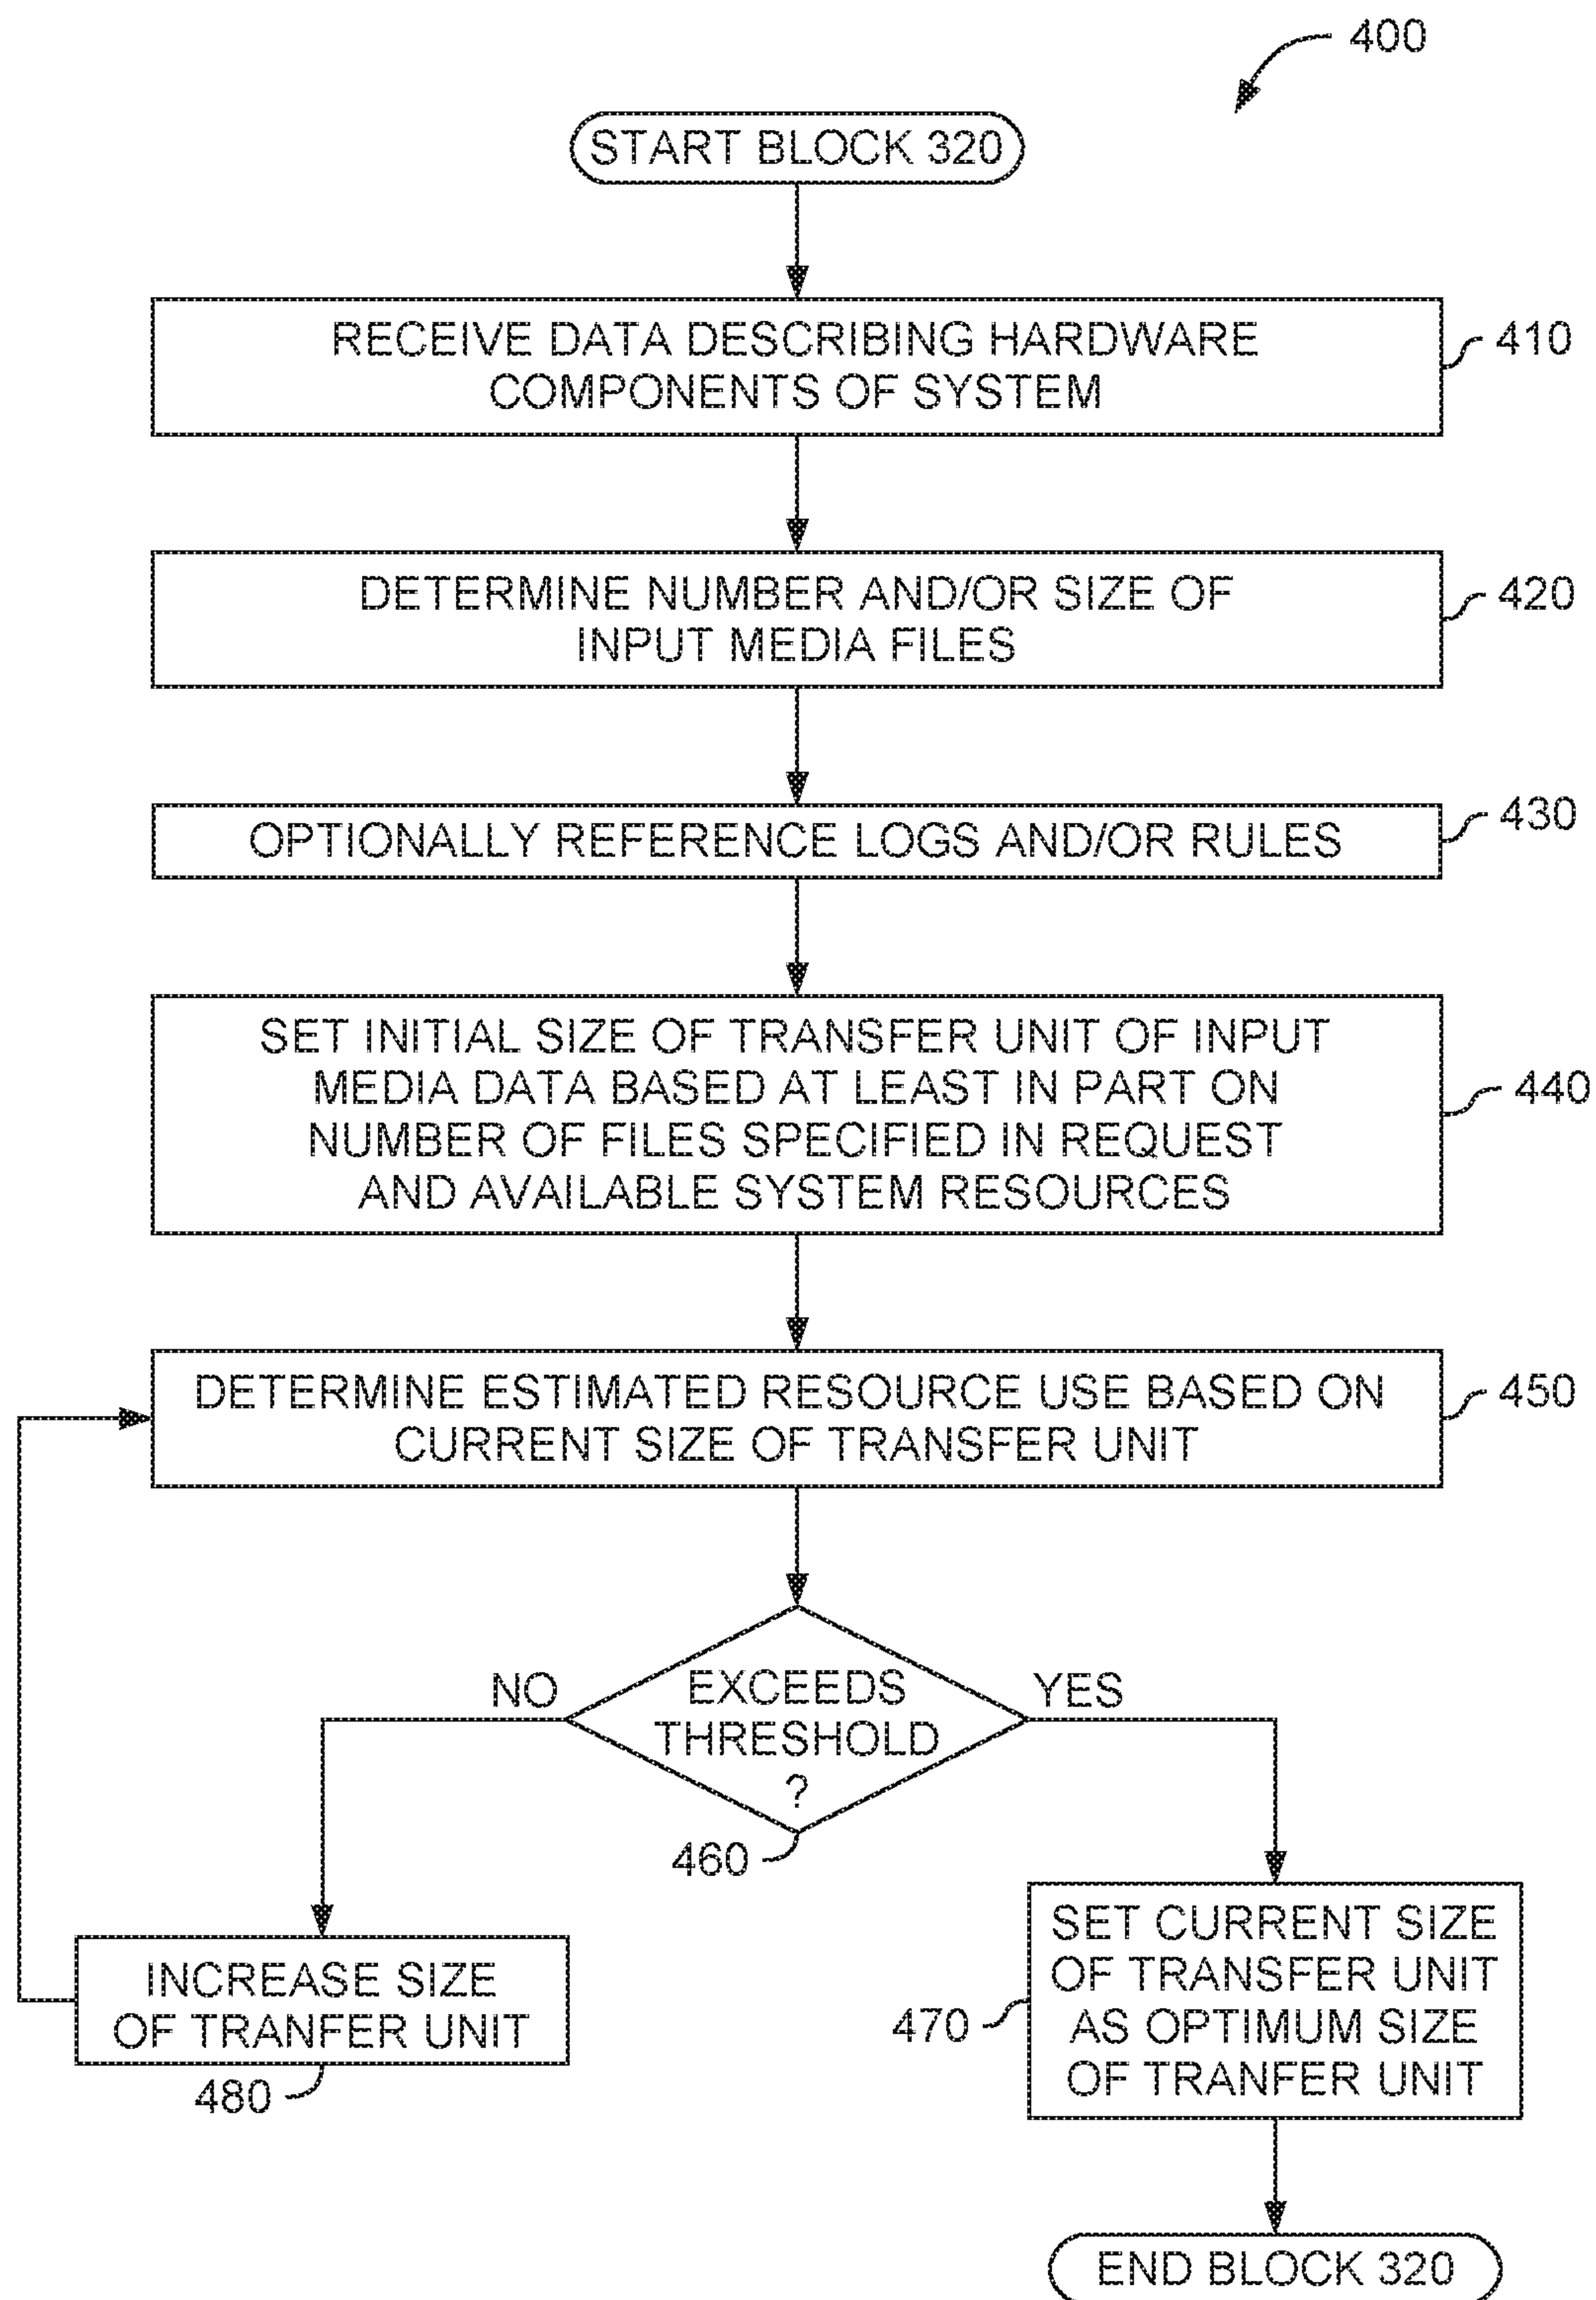 400
START BLOCK 320
RECEIVE DATA DESCRIBING HARDWARE
COMPONENTS OF SYSTEM
410
DETERMINE NUMBER AND/OR SIZE OF
INPUT MEDIA FILES
420
OPTIONALLY REFERENCE LOGS AND/OR RULES
430
SET INITIAL SIZE OF TRANSFER UNIT OF INPUT
MEDIA DATA BASED AT LEAST IN PART ON
NUMBER OF FILES SPECIFIED IN REQUEST
AND AVAILABLE SYSTEM RESOURCES
440
DETERMINE ESTIMATED RESOURCE USE BASED ON
CURRENT SIZE OF TRANSFER UNIT
450
NO
EXCEEDS
THRESHOLD
?
YES
460
INCREASE SIZE
OF TRANFER UNIT
480
SET CURRENT SIZE
OF TRANSFER UNIT
AS OPTIMUM SIZE
OF TRANFER UNIT
470
END BLOCK 320